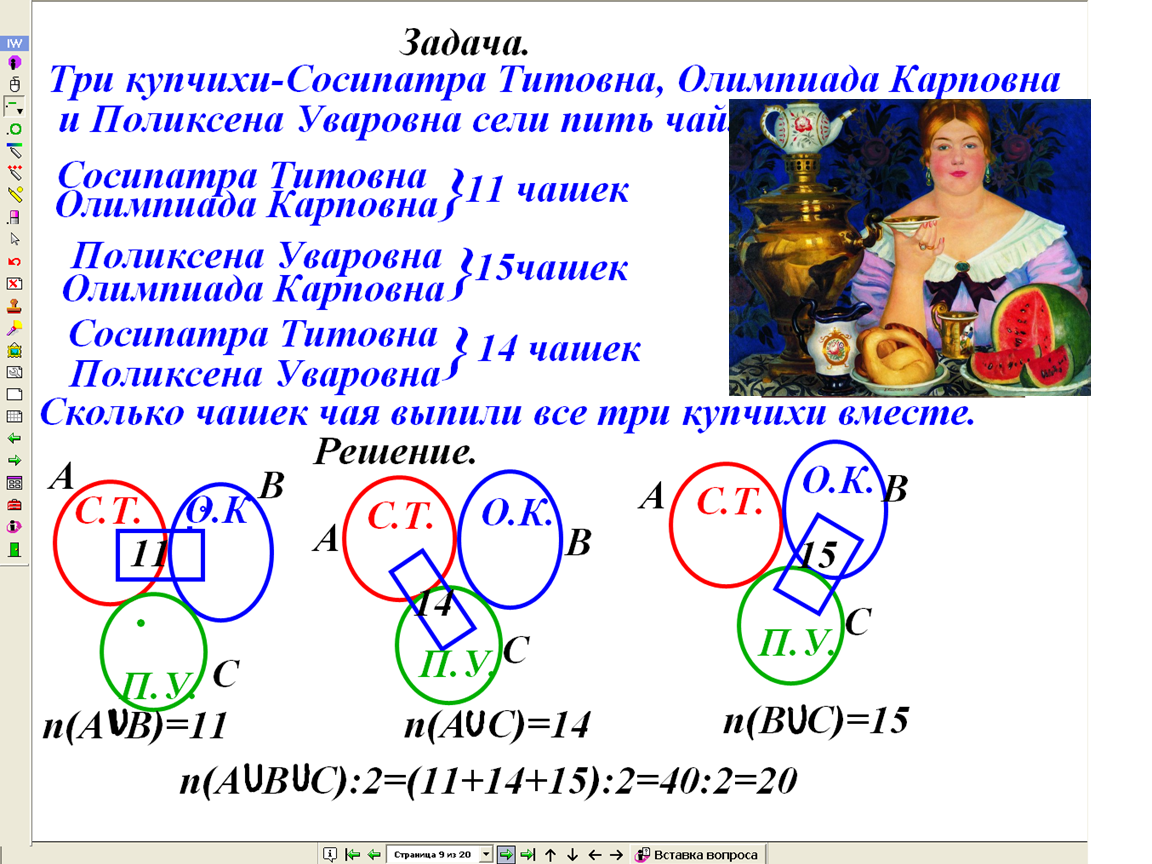 IW
Задача.
Три купчихи-Сосипатра Титовна, Олимпиада Карповна
и Поликсена Уваровна сели пить чай.
Сосипатра Титовна
Олимпиада Карповна
}11 чашек
Поликсена Уваровна
Олимпиада Карповна
}15чашек
Сосипатра Титовна
Поликсена Уваровна
} 14 чашек
Сколько чашек чая выпили все три купчихи вместе.
Решение.
A
С.Т.
О.К
B
11
П.У.
C
A
С.Т.
О.К.
B
14
П.У.
C
A
С.Т.
О.К.
B
15
П.У.
C
n(A∪B)=11
n(A∪C)=14
n(B∪C)=15
n(A∪B∪C):2=(11+14+15):2=40:2=20
Страница 9 из 20
Вставка вопроса